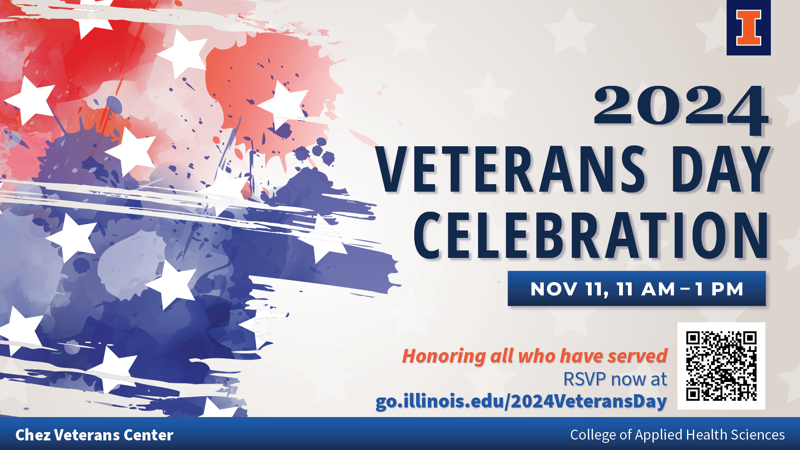 I
2024
VETERANS DAY
CELEBRATION
NOV 11, 11 AM – 1 PM
Honoring all who have served
RSVP now at
go.illinois.edu/2024VeteransDay
Chez Veterans Center
College of Applied Health Sciences